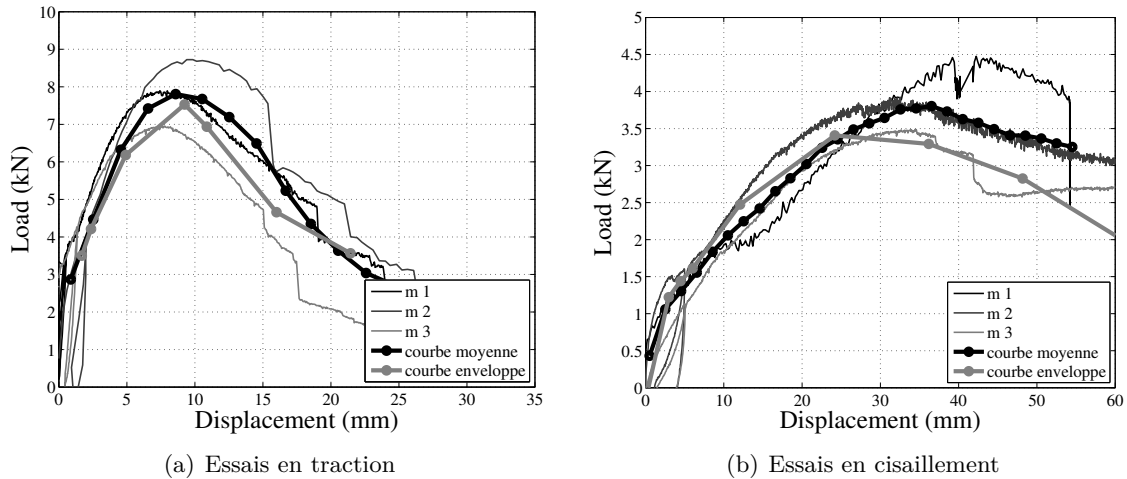 10
9
8
7
6
5
4
3
2
1
0
Load (kN)
0 5 10 15 20 25 30 35
Displacement (mm)
m 1
m 2
m 3
courbe moyenne
courbe enveloppe
(a) Essais en traction
5
4.5
4
3.5
3
2.5
2
1.5
1
0.5
0
Load (kN)
0 10 20 30 40 50 60
Displacement (mm)
m 1
m 2
m 3
courbe moyenne
courbe enveloppe
(b) Essais en cisaillement